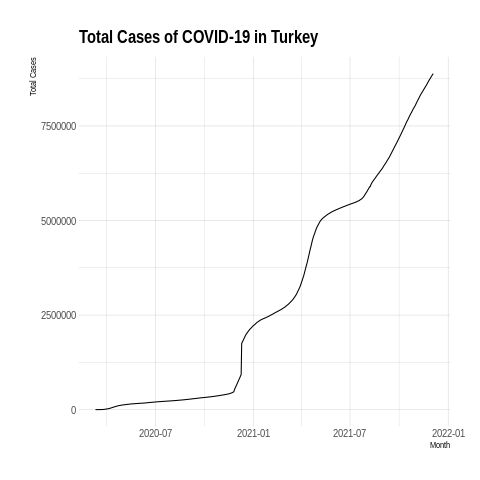 Total Cases of COVID-19 in Turkey
Total Cases
7500000
5000000
2500000
0
2020-07 2021-01 2021-07 2022-01
Month